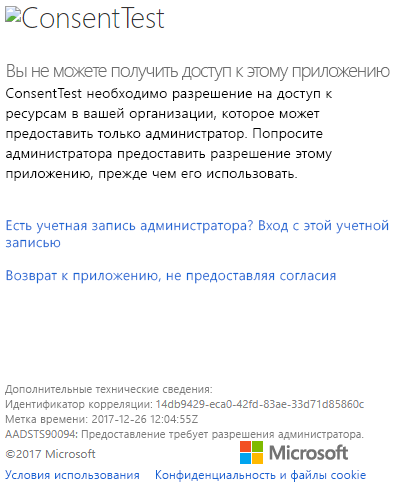 ConsentTest
Вы не можете получить доступ к этому приложению
ConsentTest необходимо разрешение на доступ к
ресурсам в вашей организации, которое может
предоставить только администратор. Попросите
администратора предоставить разрешение этому
приложению, прежде чем его использовать.
Есть учетная запись администратора? Вход с этой учетной
записью
Возврат к приложению, не предоставляя согласия
Дополнительные технические сведения:
Идентификатор корреляции: 14db9429-eca0-42fd-83ae-33d71d85860c
Метка времени: 2017-12-26 12:04:55Z
AADSTS90094: Предоставление требует разрешения администратора.
©2017 Microsoft
Microsoft
Условия использования Конфиденциальность и файлы cookie